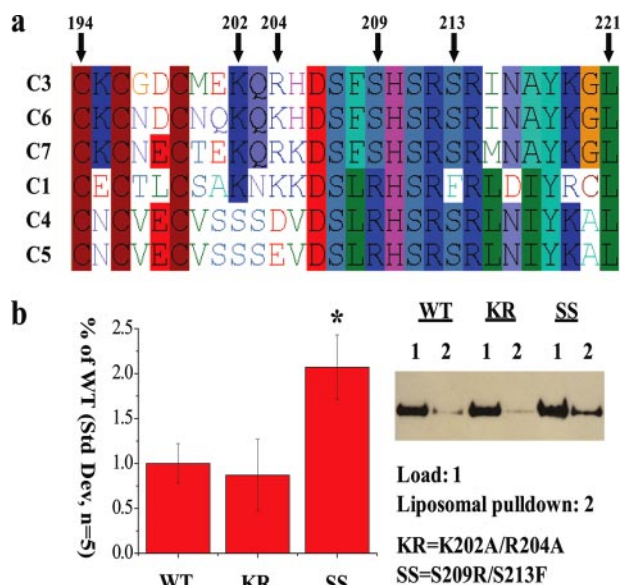 a
194 202 204 209 213 221
C3 CKCGDCMEKQRHDSFSHSRSRINAYKGL
C6 CKCNDCNQKQKHDSFSHSRSRINAYKGL
C7 CKCNECTEKQRKDSFSHSRSRMNAYKGL
C1 CECTLCSAKNKKDSLRHSRFRLDIYRCL
C4 CNCVECVSSSDVDSLRHSRSRLNIYKAL
C5 CNCVECVSSSEVDSLRHSRSRLNIYKAL
b
% of WT (Std Dev, n=5)
2.5
2.0
1.5
1.0
0.5
0.0
*
WT KR SS
WT KR SS
1 2 1 2 1 2
Load: 1
Liposomal pulldown: 2
KR=K202A/R204A
SS=S209R/S213F